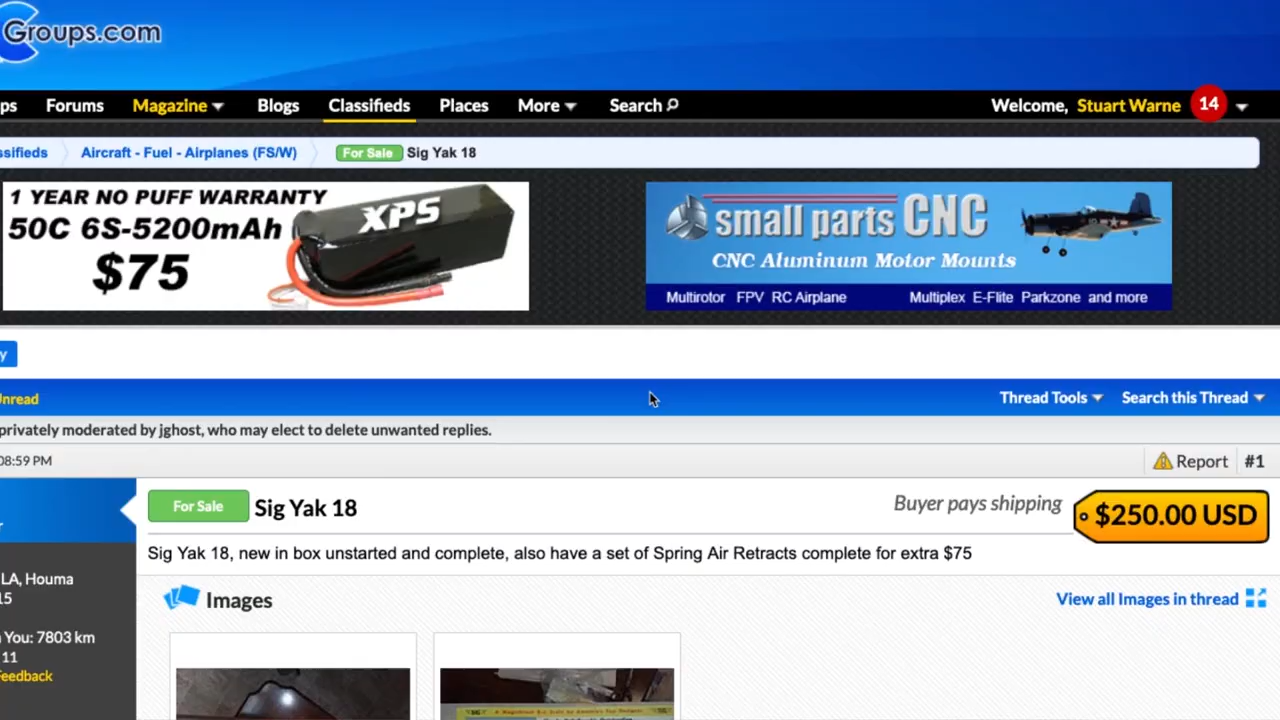 Groups.com
ps Forums Magazine Blogs Classifieds Places More Search Welcome, Stuart Warne 14
ssifieds Aircraft - Fuel - Airplanes (FS/W) For Sale Sig Yak 18
1 YEAR NO PUFF WARRANTY
50C 6S-5200mAh
$75
XPS
small parts CNC
CNC Aluminum Motor Mounts
Multirotor FPV RC Airplane Multiplex E-Flite Parkzone and more
y
Unread Thread Tools Search this Thread
privately moderated by jghost, who may elect to delete unwanted replies.
08:59 PM Report #1
For Sale Sig Yak 18 Buyer pays shipping $250.00 USD
r
Sig Yak 18, new in box unstarted and complete, also have a set of Spring Air Retracts complete for extra $75
LA, Houma
15
Images View all Images in thread
You: 7803 km
11
Feedback